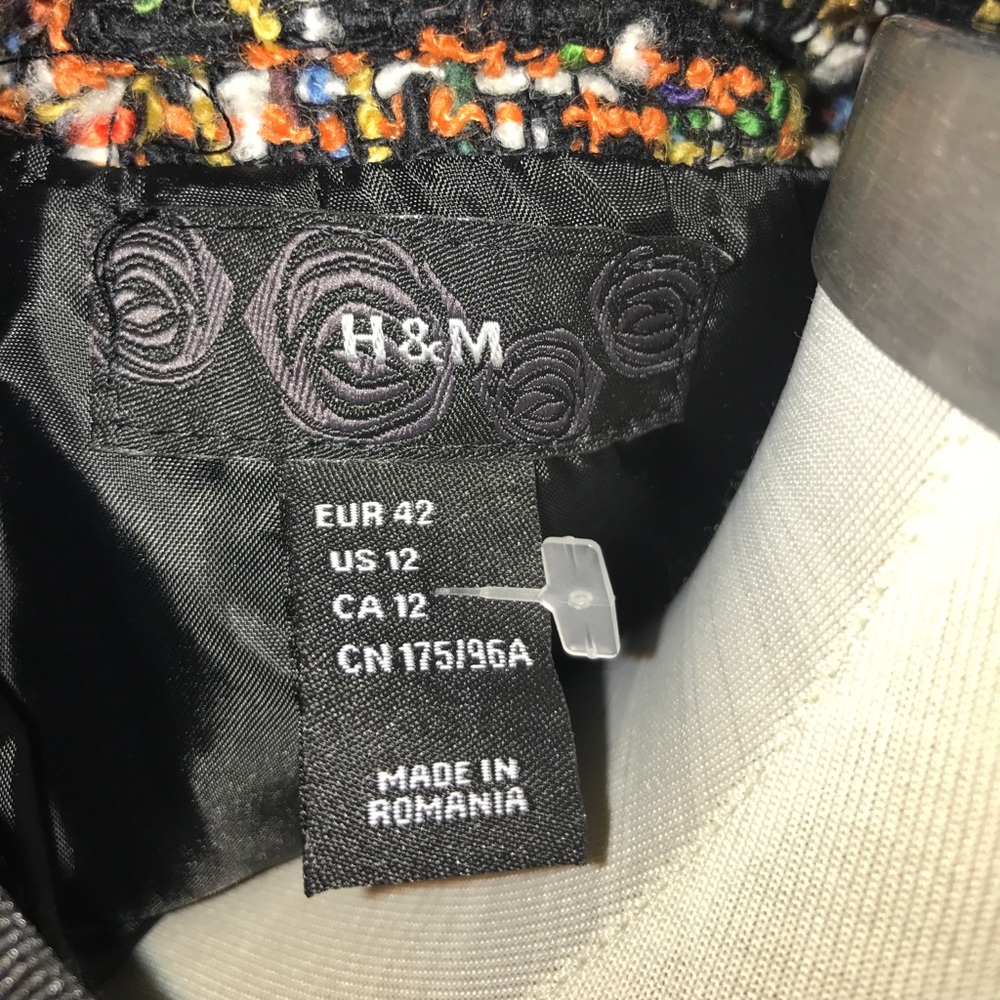 H&M
EUR 42
US 12
CA 12
CN 175/96A
MADE IN
ROMANIA